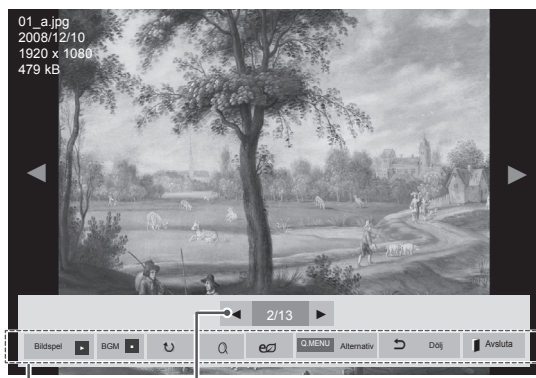 01_a.jpg
2008/12/10
1920 x 1080
479 kB
2/13
Bildspel BGM Q.MENU Alternativ Dölj Avsluta